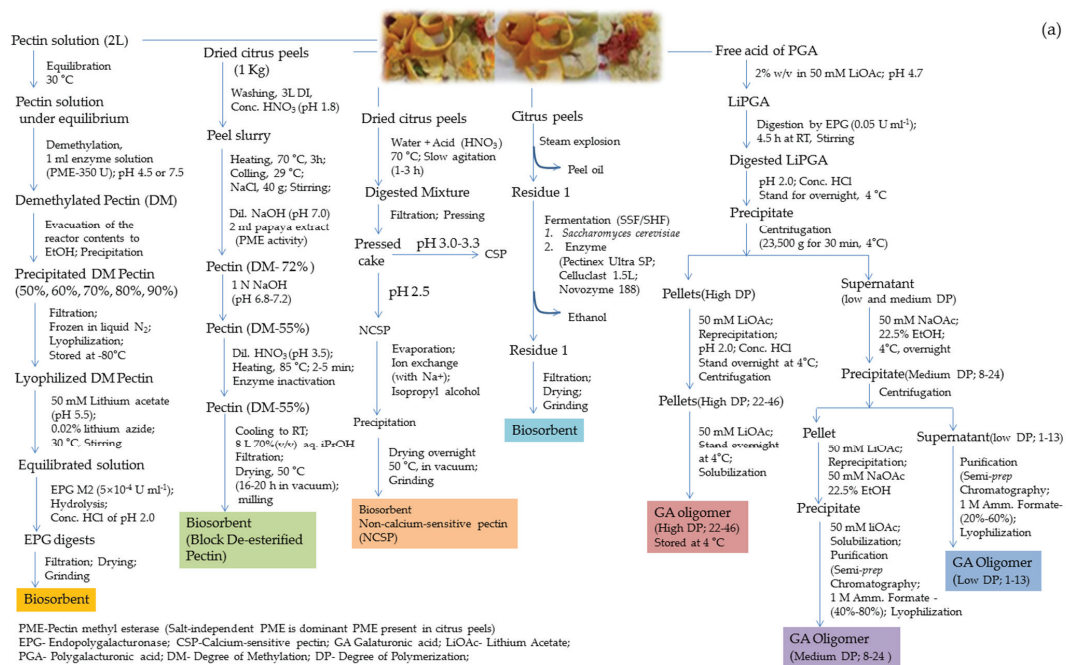 (a)
Pectin solution (2L)
Equilibration
30 °C
Pectin solution
under equilibrium
Demethylation,
1 ml enzyme solution
(PME-350 U); pH 4.5 or 7.5
Demethylated Pectin (DM)
Evacuation of the
reactor contents to
EtOH; Precipitation
Precipitated DM Pectin
(50%, 60%, 70%, 80%, 90%)
Filtration;
Frozen in liquid N₂;
Lyophilization;
Stored at -80°C
Lyophilized DM Pectin
50 mM Lithium acetate
(pH 5.5);
0.02% lithium azide;
30 °C, Stirring
Equilibrated solution
EPG M2 (5×10⁻⁴ U ml⁻¹);
Hydrolysis;
Conc. HCl of pH 2.0
EPG digests
Filtration; Drying;
Grinding
Biosorbent
Dried citrus peels
(1 Kg)
Washing, 3L DI,
Conc. HNO₃ (pH 1.8)
Peel slurry
Heating, 70 °C, 3h;
Colling, 29 °C;
NaCl, 40 g; Stirring;
Dil. NaOH (pH 7.0)
2 ml papaya extract
(PME activity)
Pectin (DM- 72%)
1 N NaOH
(pH 6.8-7.2)
Pectin (DM-55%)
Dil. HNO₃ (pH 3.5);
Heating, 85 °C; 2-5 min;
Enzyme inactivation
Pectin (DM-55%)
Cooling to RT;
8 L 70%(v/v) aq. iPrOH
Filtration;
Drying, 50 °C
(16-20 h in vacuum);
milling
Biosorbent
(Block De-esterified
Pectin)
Dried citrus peels
Water + Acid (HNO₃)
70 °C; Slow agitation
(1-3 h)
Digested Mixture
Filtration; Pressing
Pressed
cake
pH 3.0-3.3
CSP
pH 2.5
NCSP
Evaporation;
Ion exchange
(with Na+);
Isopropyl alcohol
Precipitation
Drying overnight
50 °C, in vacuum;
Grinding
Biosorbent
Non-calcium-sensitive pectin
(NCSP)
Citrus peels
Steam explosion
Peel oil
Residue 1
Fermentation (SSF/SHF)
1. Saccharomyces cerevisiae
2. Enzyme
(Pectinex Ultra SP;
Celluclast 1.5L;
Novozyme 188)
Ethanol
Residue 1
Filtration;
Drying;
Grinding
Biosorbent
Free acid of PGA
2% w/v in 50 mM LiOAc; pH 4.7
LiPGA
Digestion by EPG (0.05 U ml⁻¹);
4.5 h at RT, Stirring
Digested LiPGA
pH 2.0; Conc. HCl
Stand for overnight, 4 °C
Precipitate
Centrifugation
(23,500 g for 30 min, 4°C)
Pellets(High DP)
50 mM LiOAc;
Reprecipitation;
pH 2.0; Conc. HCl
Stand overnight at 4°C;
Centrifugation
Pellets(High DP; 22-46)
50 mM LiOAc;
Stand overnight
at 4°C;
Solubilization
GA oligomer
(High DP; 22-46)
Stored at 4 °C
Supernatant
(low and medium DP)
50 mM NaOAc;
22.5% EtOH;
4°C, overnight
Precipitate(Medium DP; 8-24)
Centrifugation
Pellet
50 mM LiOAc;
Reprecipitation;
50 mM NaOAc
22.5% EtOH
Precipitate
50 mM liOAc;
Solubilization;
Purification
(Semi-prep
Chromatography;
1 M Amm. Formate -
(40%-80%); Lyophilization
GA Oligomer
(Medium DP; 8-24 )
Supernatant(low DP; 1-13)
Purification
(Semi-prep
Chromatography;
1 M Amm. Formate-
(20%-60%);
Lyophilization
GA Oligomer
(Low DP; 1-13)
PME-Pectin methyl esterase (Salt-independent PME is dominant PME present in citrus peels)
EPG- Endopolygalacturonase; CSP-Calcium-sensitive pectin; GA Galaturonic acid; LiOAc- Lithium Acetate;
PGA- Polygalacturonic acid; DM- Degree of Methylation; DP- Degree of Polymerization;